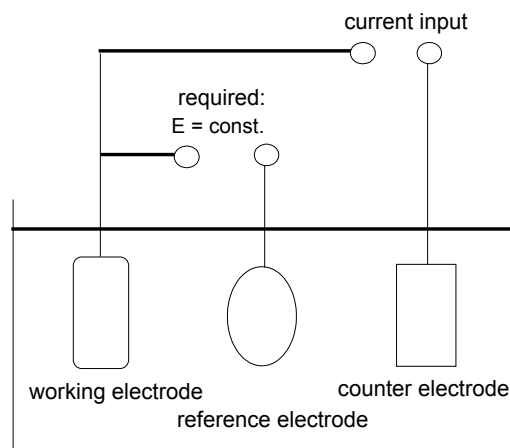 current input
required:
E = const.
working electrode
counter electrode
reference electrode